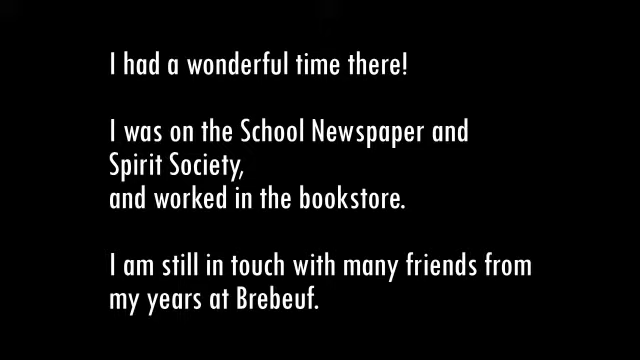 I had a wonderful time there!
I was on the School Newspaper and
Spirit Society,
and worked in the bookstore.
I am still in touch with many friends from
my years at Brebeuf.